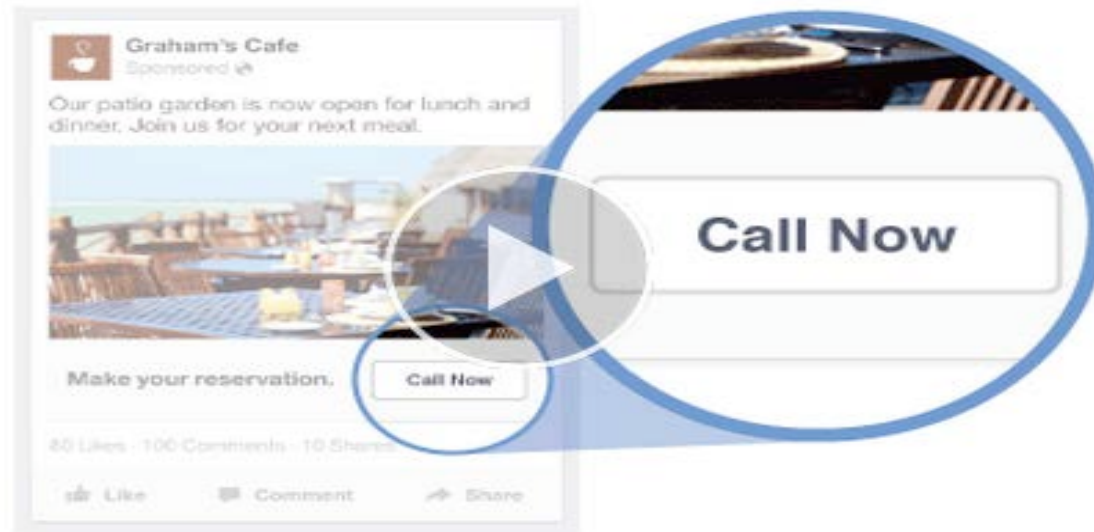 Graham's Cafe
Sponsored
Our patio garden is now open for lunch and
dinner. Join us for your next meal.
Make your reservation.
Call Now
80 Likes · 100 Comments · 10 Shares
Like
Comment
Share
Call Now